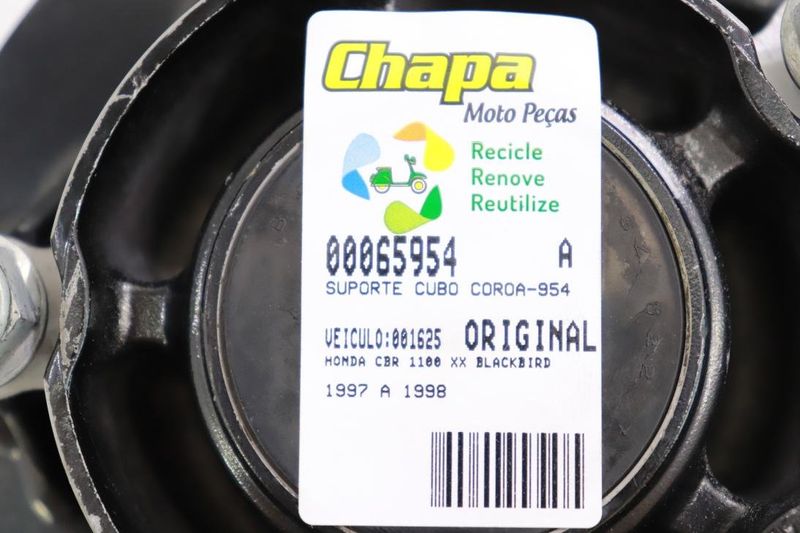 Chapa
Moto Peças
Recicle
Renove
Reutilize
00065954 A
SUPORTE CUBO COROA-954
VEICULO:001625 ORIGINAL
HONDA CBR 1100 XX BLACKBIRD
1997 A 1998